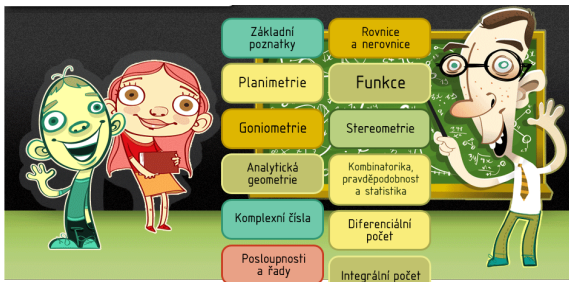 Základní
poznatky
Rovnice
a nerovnice
Planimetrie
Funkce
Goniometrie
Stereometrie
Analytická
geometrie
Kombinatorika,
pravděpodobnost
a statistika
Komplexní čísla
Diferenciální
počet
Posloupnosti
a řady
Integrální počet